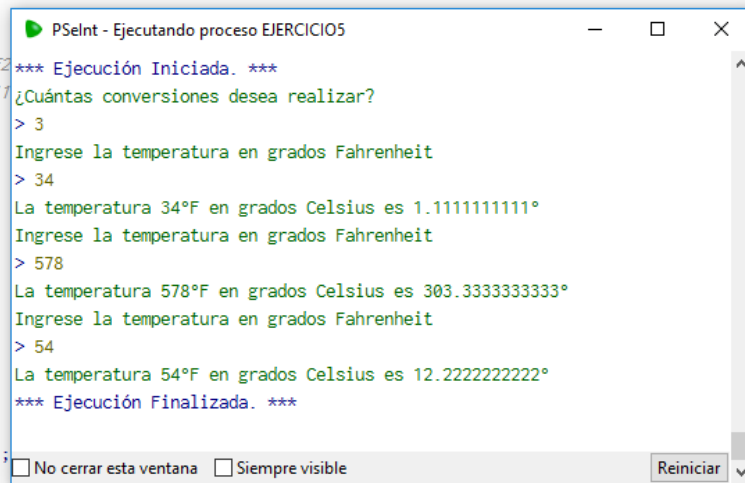 PSeInt - Ejecutando proceso EJERCICIO5
*** Ejecución Iniciada. ***
¿Cuántas conversiones desea realizar?
> 3
Ingrese la temperatura en grados Fahrenheit
> 34
La temperatura 34°F en grados Celsius es 1.1111111111°
Ingrese la temperatura en grados Fahrenheit
> 578
La temperatura 578°F en grados Celsius es 303.3333333333°
Ingrese la temperatura en grados Fahrenheit
> 54
La temperatura 54°F en grados Celsius es 12.2222222222°
*** Ejecución Finalizada. ***
No cerrar esta ventana Siempre visible Reiniciar